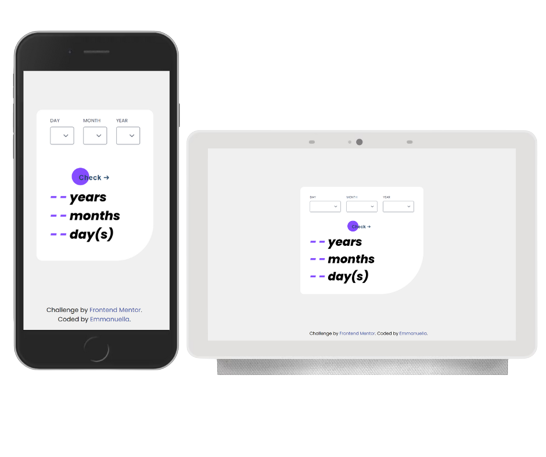 DAY MONTH YEAR
Check →
- - years
- - months
- - day(s)
Challenge by Frontend Mentor.
Coded by Emmanuella.
DAY MONTH YEAR
Check →
- - years
- - months
- - day(s)
Challenge by Frontend Mentor. Coded by Emmanuella.